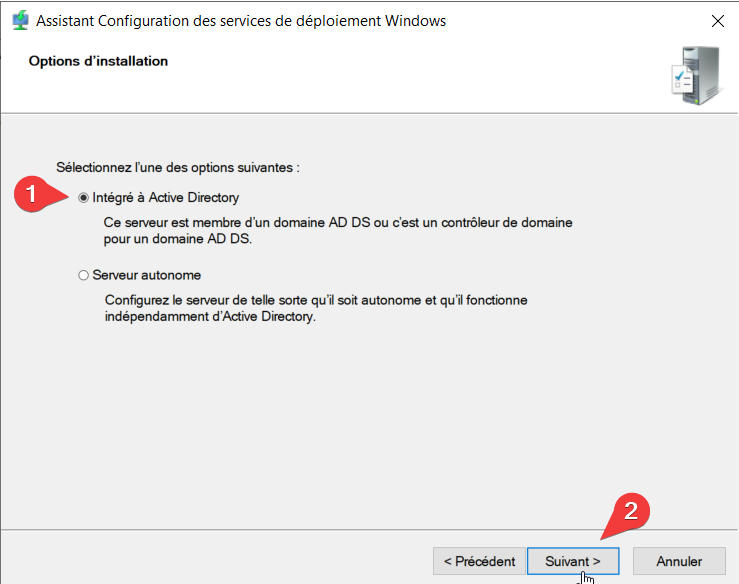 Assistant Configuration des services de déploiement Windows
Options d'installation
Sélectionnez l'une des options suivantes :
1
Intégré à Active Directory
Ce serveur est membre d'un domaine AD DS ou c'est un contrôleur de domaine
pour un domaine AD DS.
Serveur autonome
Configurez le serveur de telle sorte qu'il soit autonome et qu'il fonctionne
indépendamment d'Active Directory.
2
< Précédent
Suivant >
Annuler